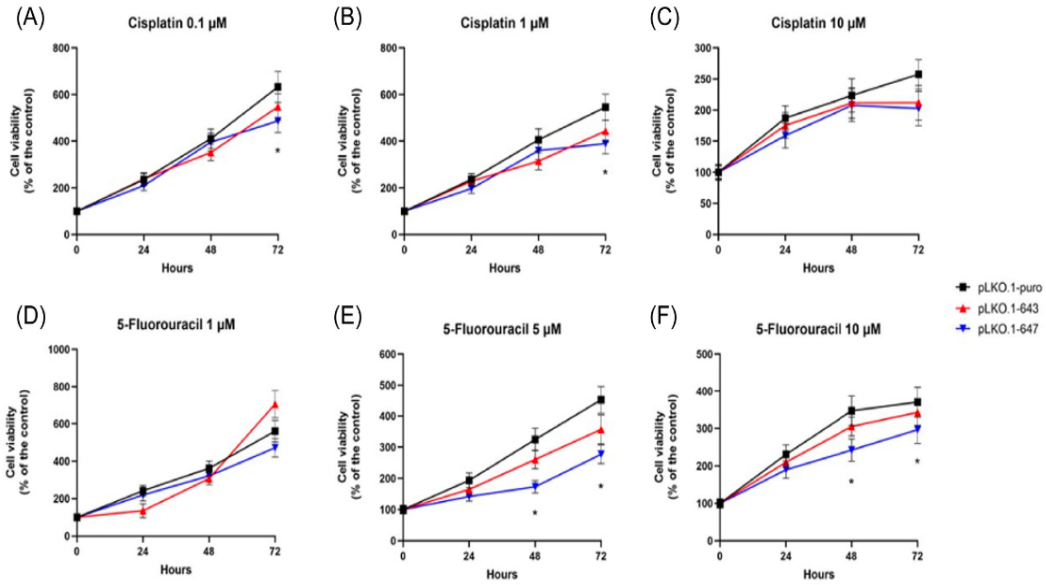 (A)
Cisplatin 0.1 μM
800
600
400
200
0
Cell viability
(% of the control)
*
0 24 48 72
Hours
(B)
Cisplatin 1 μM
800
600
400
200
0
Cell viability
(% of the control)
*
0 24 48 72
Hours
(C)
Cisplatin 10 μM
300
250
200
150
100
50
0
Cell viability
(% of the control)
0 24 48 72
Hours
pLKO.1-puro
pLKO.1-643
pLKO.1-647
(D)
5-Fluorouracil 1 μM
1000
800
600
400
200
0
Cell viability
(% of the control)
0 24 48 72
Hours
(E)
5-Fluorouracil 5 μM
600
500
400
300
200
100
0
Cell viability
(% of the control)
* *
0 24 48 72
Hours
(F)
5-Fluorouracil 10 μM
500
400
300
200
100
0
Cell viability
(% of the control)
* *
0 24 48 72
Hours